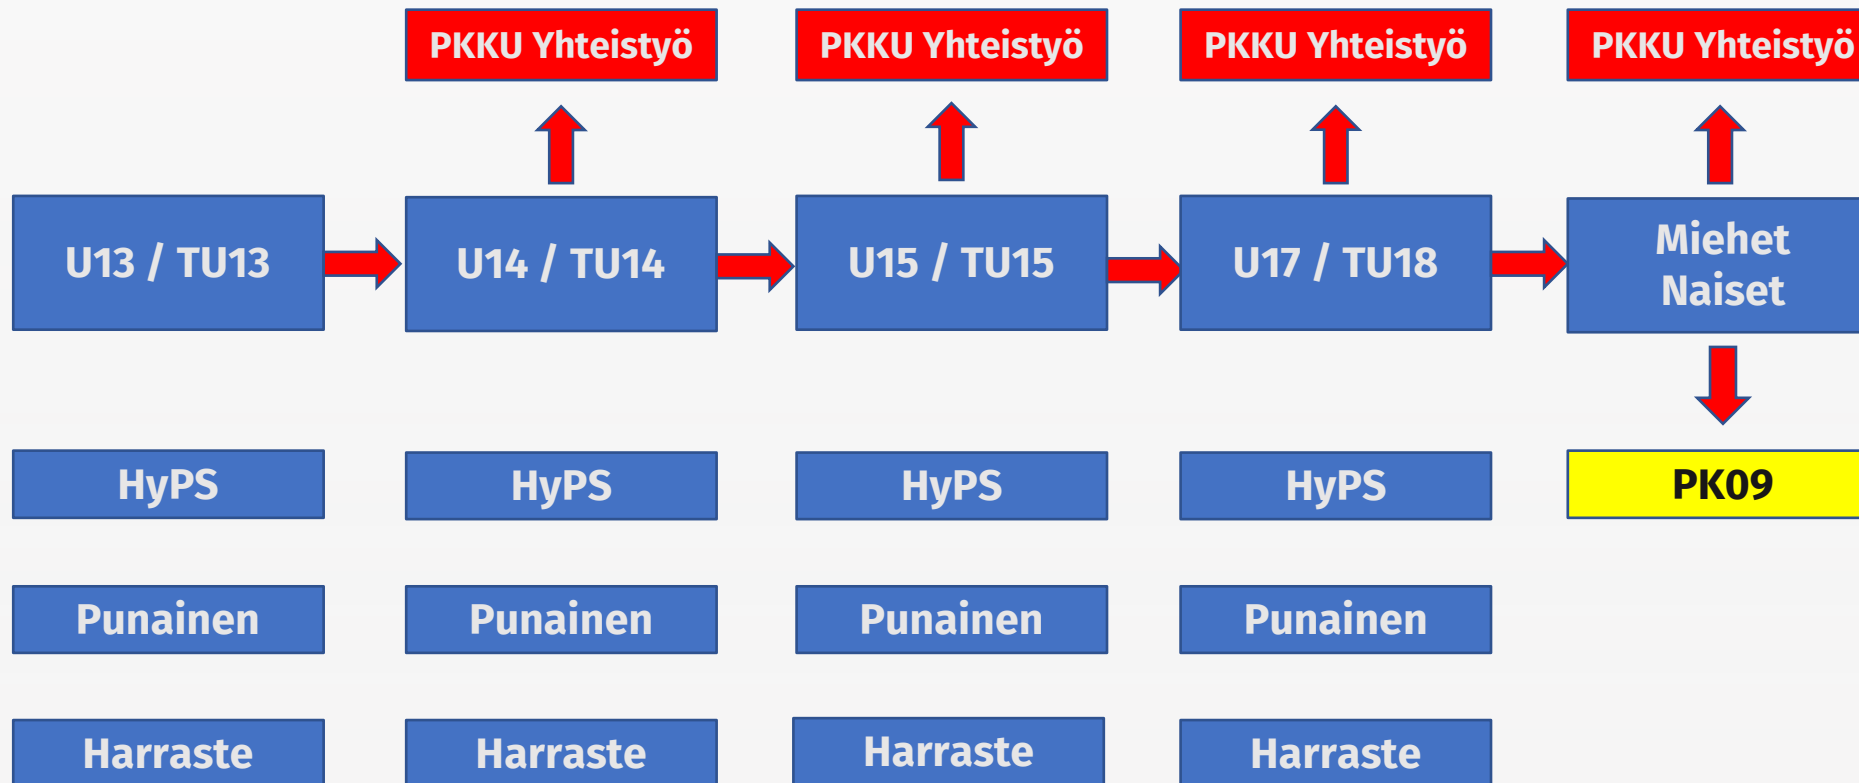 PKKU Yhteistyö
PKKU Yhteistyö
PKKU Yhteistyö
PKKU Yhteistyö
U13 / TU13
U14 / TU14
U15 / TU15
U17 / TU18
Miehet
Naiset
HyPS
HyPS
HyPS
HyPS
PK09
Punainen
Punainen
Punainen
Punainen
Harraste
Harraste
Harraste
Harraste